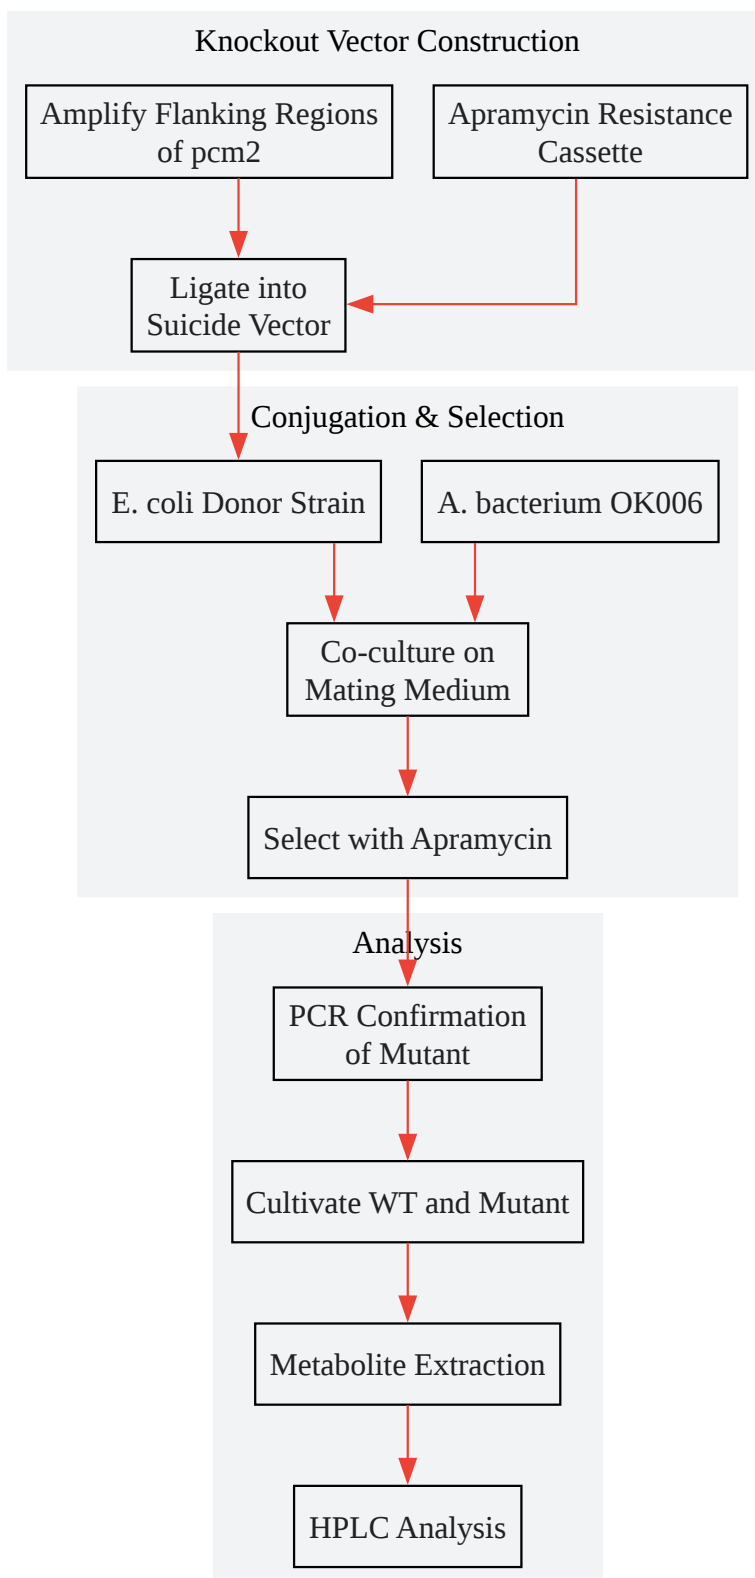 Knockout Vector Construction
Amplify Flanking Regions
of pcm2
Apramycin Resistance
Cassette
Ligate into
Suicide Vector
Conjugation & Selection
E. coli Donor Strain
A. bacterium OK006
Co-culture on
Mating Medium
Select with Apramycin
Analysis
PCR Confirmation
of Mutant
Cultivate WT and Mutant
Metabolite Extraction
HPLC Analysis